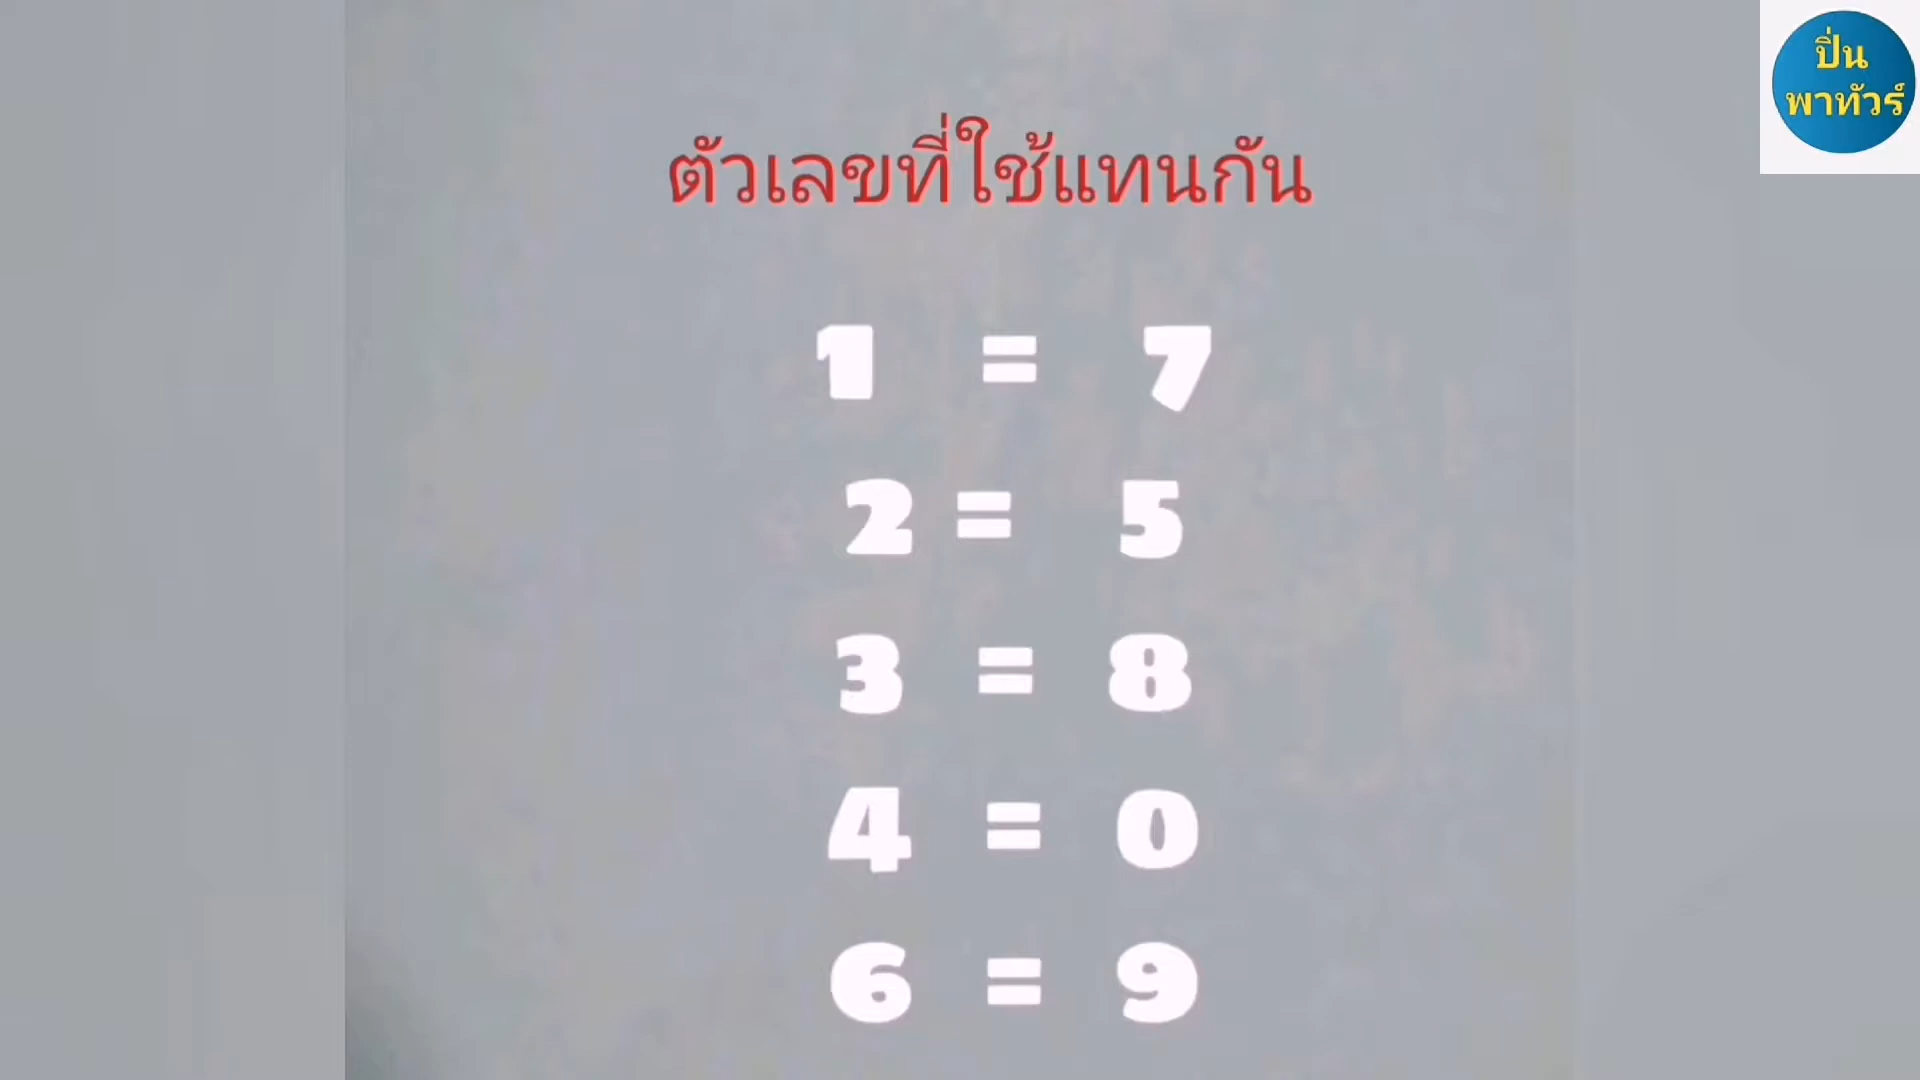 ปิ่น
พาทัวร์
ตัวเลขที่ใช้แทนกัน
1 = 7
2 = 5
3 = 8
4 = 0
6 = 9